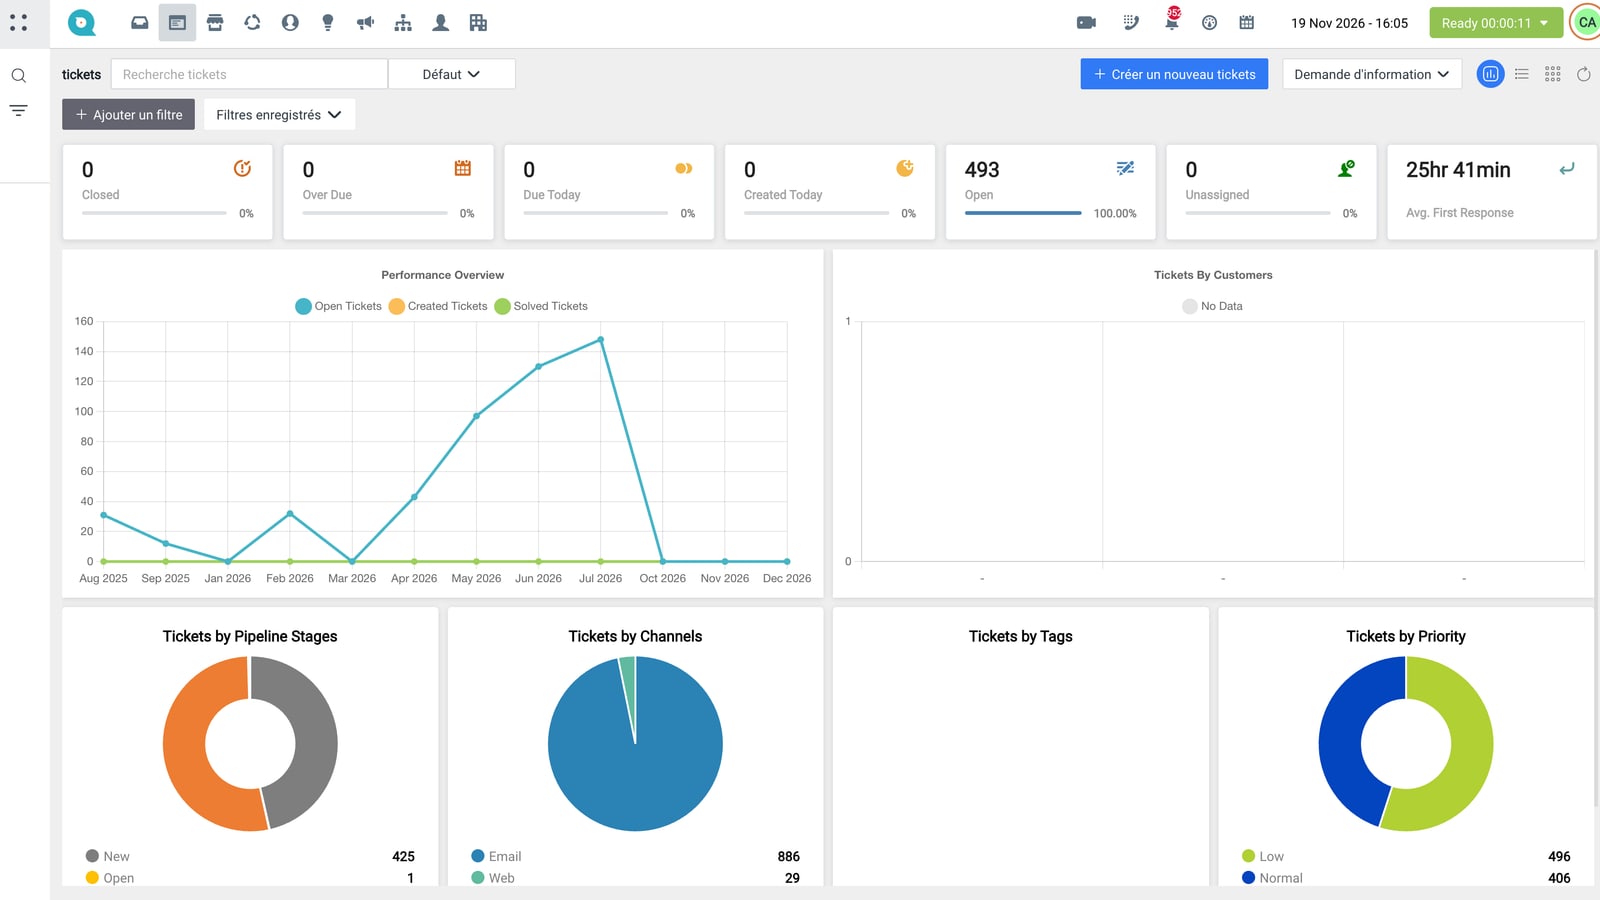 952
19 Nov 2026 - 16:05
Ready 00:00:11
CA
tickets
Recherche tickets
Défaut
Créer un nouveau tickets
Demande d'information
Ajouter un filtre
Filtres enregistrés
0
Closed
0%
0
Over Due
0%
0
Due Today
0%
0
Created Today
0%
493
Open
100.00%
0
Unassigned
0%
25hr 41min
Avg. First Response
Performance Overview
Open Tickets Created Tickets Solved Tickets
160
140
120
100
80
60
40
20
0
Aug 2025 Sep 2025 Jan 2026 Feb 2026 Mar 2026 Apr 2026 May 2026 Jun 2026 Jul 2026 Oct 2026 Nov 2026 Dec 2026
Tickets By Customers
No Data
1
0
- - -
Tickets by Pipeline Stages
New 425
Open 1
Tickets by Channels
Email 886
Web 29
Tickets by Tags
Tickets by Priority
Low 496
Normal 406